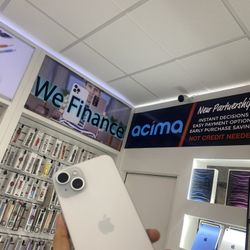 We Finance
acima
New Partnership
INSTANT DECISIONS
EASY PAYMENT OPTIONS
EARLY PURCHASE SAVINGS
NOT CREDIT NEEDED